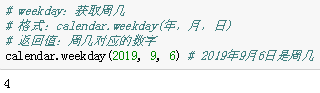 # weekday：获取周几
# 格式：calendar.weekday(年，月，日)
# 返回值：周几对应的数字
calendar.weekday(2019, 9, 6) # 2019年9月6日是周几
4